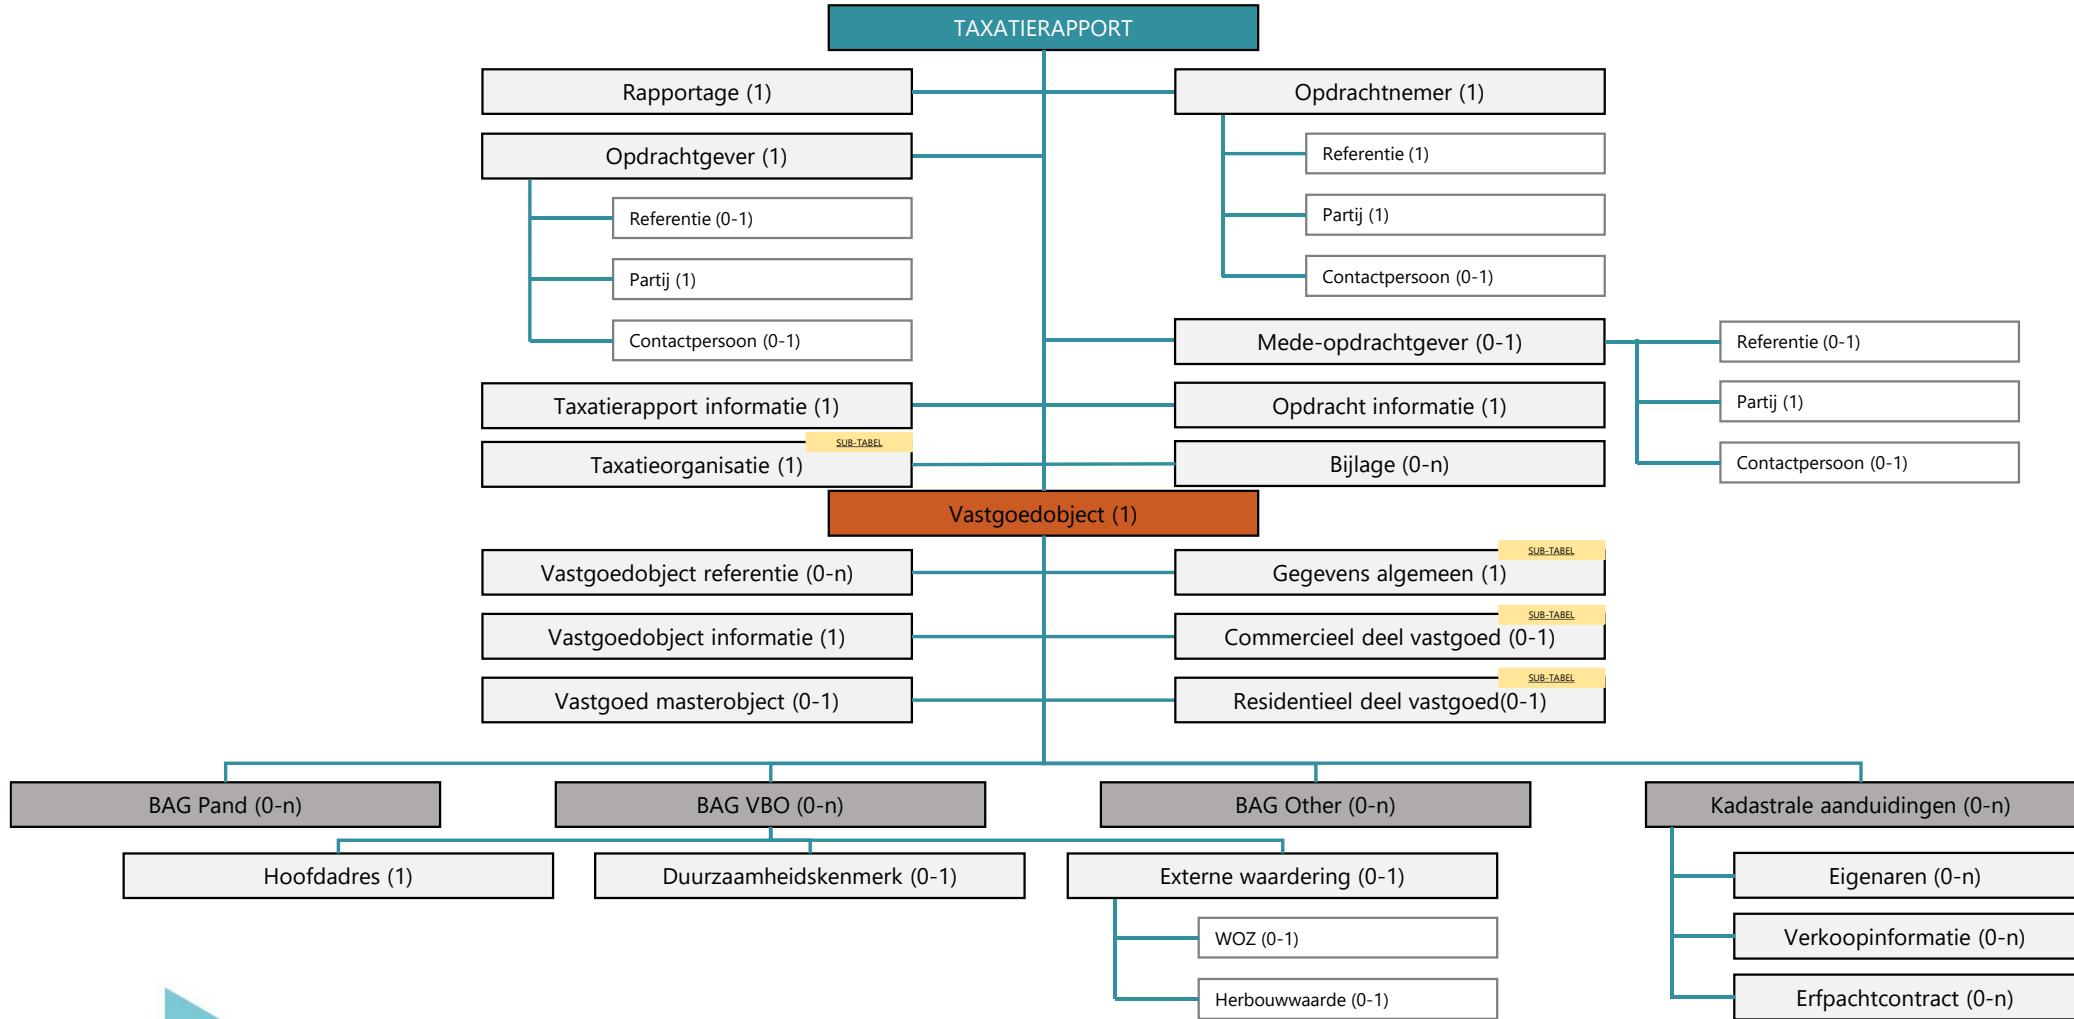 TAXATIERAPPORT
Rapportage (1)
Opdrachtnemer (1)
Opdrachtgever (1)
Referentie (1)
Partij (1)
Contactpersoon (0-1)
Referentie (0-1)
Partij (1)
Contactpersoon (0-1)
Mede-opdrachtgever (0-1)
Referentie (0-1)
Partij (1)
Contactpersoon (0-1)
Taxatierapport informatie (1)
Opdracht informatie (1)
SUB-TABEL
Taxatieorganisatie (1)
Bijlage (0-n)
Vastgoedobject (1)
Vastgoedobject referentie (0-n)
SUB-TABEL
Gegevens algemeen (1)
Vastgoedobject informatie (1)
SUB-TABEL
Commercieel deel vastgoed (0-1)
Vastgoed masterobject (0-1)
SUB-TABEL
Residentieel deel vastgoed(0-1)
BAG Pand (0-n)
BAG VBO (0-n)
BAG Other (0-n)
Kadastrale aanduidingen (0-n)
Hoofdadres (1)
Duurzaamheidskenmerk (0-1)
Externe waardering (0-1)
WOZ (0-1)
Herbouwwaarde (0-1)
Eigenaren (0-n)
Verkoopinformatie (0-n)
Erfpachtcontract (0-n)